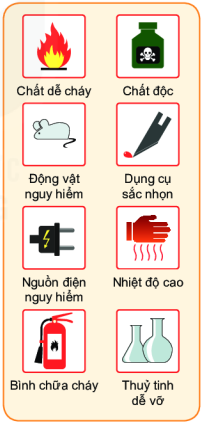 Chất dễ cháy
Chất độc
Động vật
nguy hiểm
Dụng cụ
sắc nhọn
Nguồn điện
nguy hiểm
Nhiệt độ cao
Bình chữa cháy
Thuỷ tinh
dễ vỡ